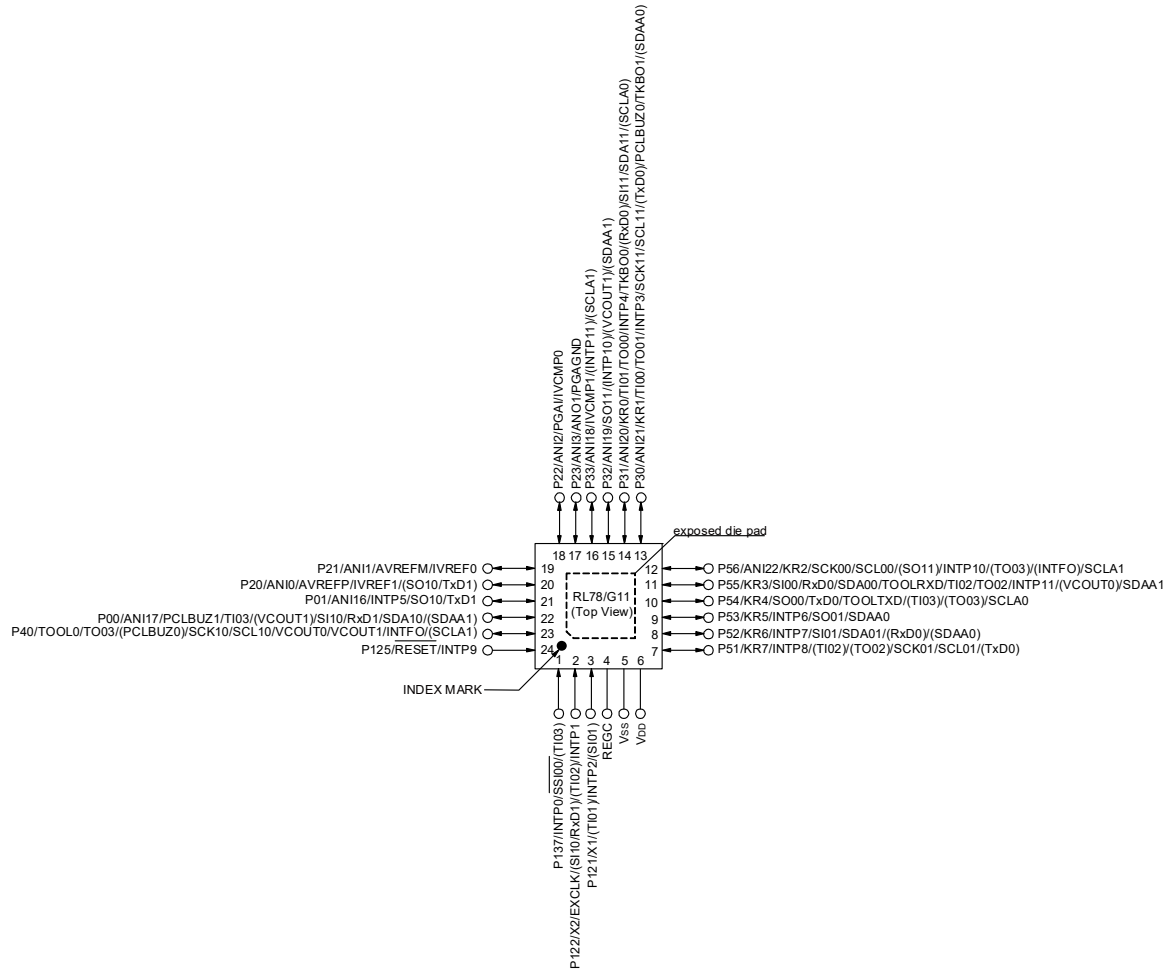 P22/ANI2/PGAI/IVCMP0
P23/ANI3/ANO1/PGAGND
P33/ANI18/IVCMP1/(INTP11)/(SCLA1)
P32/ANI19/SO11/(INTP10)/(VCOUT1)/(SDAA1)
P31/ANI20/KR0/TI01/TO00/INTP4/TKBO0/(RxD0)/SI11/SDA11/(SCLA0)
P30/ANI21/KR1/TI00/TO01/INTP3/SCK11/SCL11/(TxD0)/PCLBUZ0/TKBO1/(SDAA0)
exposed die pad
18 17 16 15 14 13
P21/ANI1/AVREFM/IVREF0 19
P20/ANI0/AVREFP/IVREF1/(SO10/TxD1) 20
P01/ANI16/INTP5/SO10/TxD1 21
P00/ANI17/PCLBUZ1/TI03/(VCOUT1)/SI10/RxD1/SDA10/(SDAA1) 22
P40/TOOL0/TO03/(PCLBUZ0)/SCK10/SCL10/VCOUT0/VCOUT1/INTFO/(SCLA1) 23
P125/RESET/INTP9 24
RL78/G11
(Top View)
12 P56/ANI22/KR2/SCK00/SCL00/(SO11)/INTP10/(TO03)/(INTFO)/SCLA1
11 P55/KR3/SI00/RxD0/SDA00/TOOLRXD/TI02/TO02/INTP11/(VCOUT0)/SDAA1
10 P54/KR4/SO00/TxD0/TOOLTXD/(TI03)/(TO03)/SCLA0
9 P53/KR5/INTP6/SO01/SDAA0
8 P52/KR6/INTP7/SI01/SDA01/(RxD0)/(SDAA0)
7 P51/KR7/INTP8/(TI02)/(TO02)/SCK01/SCL01/(TxD0)
INDEX MARK
1 2 3 4 5 6
P137/INTP0/SSI00/(TI03)
P122/X2/EXCLK/(SI10/RxD1)/(TI02)/INTP1
P121/X1/(TI01)/INTP2/(SI01)
REGC
VSS
VDD